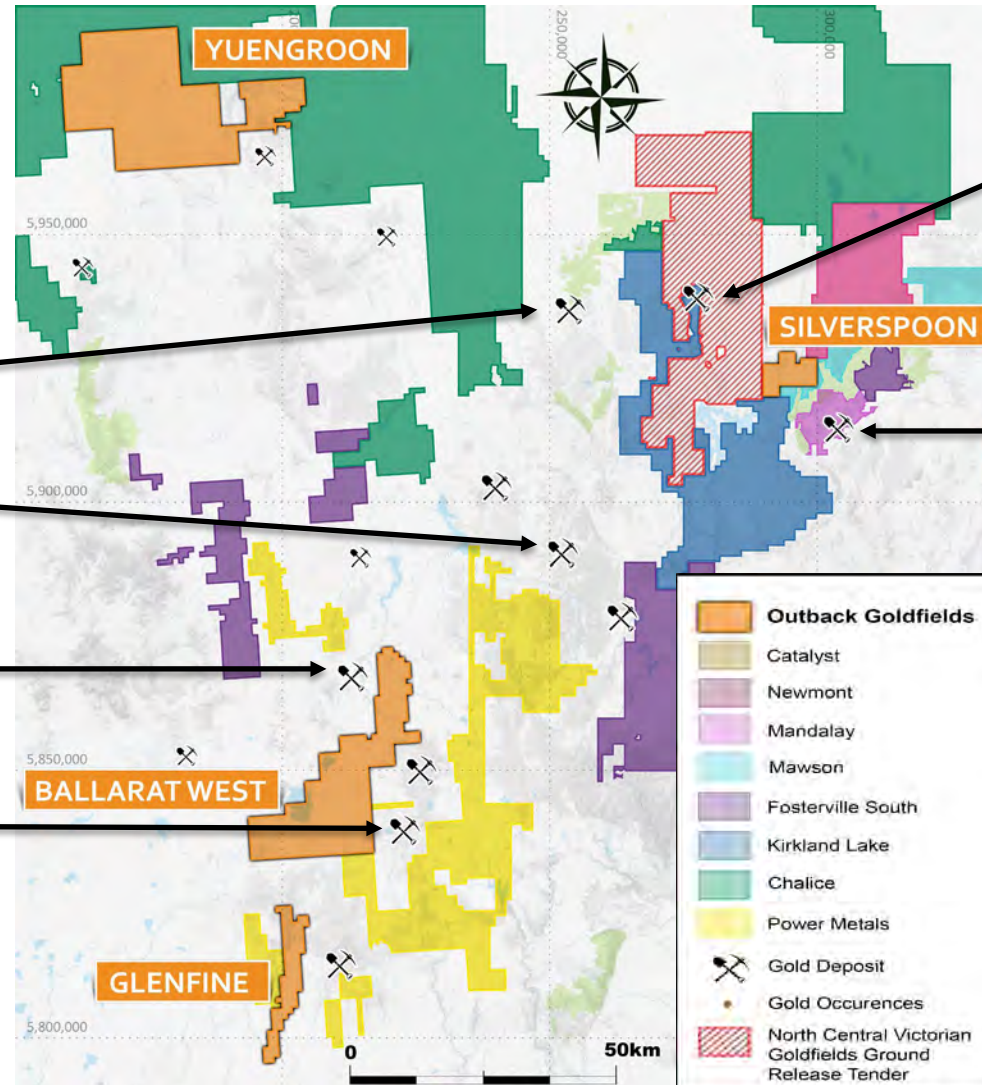 YUENGROON
250,000
300,000
5,950,000
SILVERSPOON
5,900,000
5,850,000
BALLARAT WEST
GLENFINE
5,800,000
0 50km
Outback Goldfields
Catalyst
Newmont
Mandalay
Mawson
Fosterville South
Kirkland Lake
Chalice
Power Metals
Gold Deposit
Gold Occurences
North Central Victorian
Goldfields Ground
Release Tender